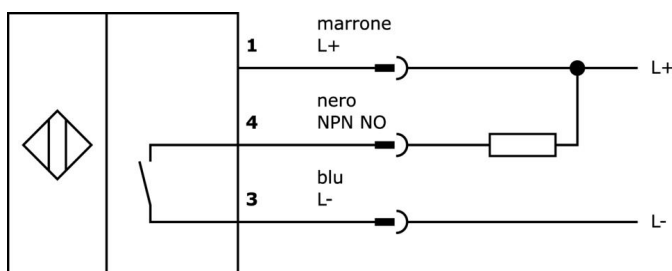 marrone
1 L+
L+
nero
4 NPN NO
blu
3 L-
L-